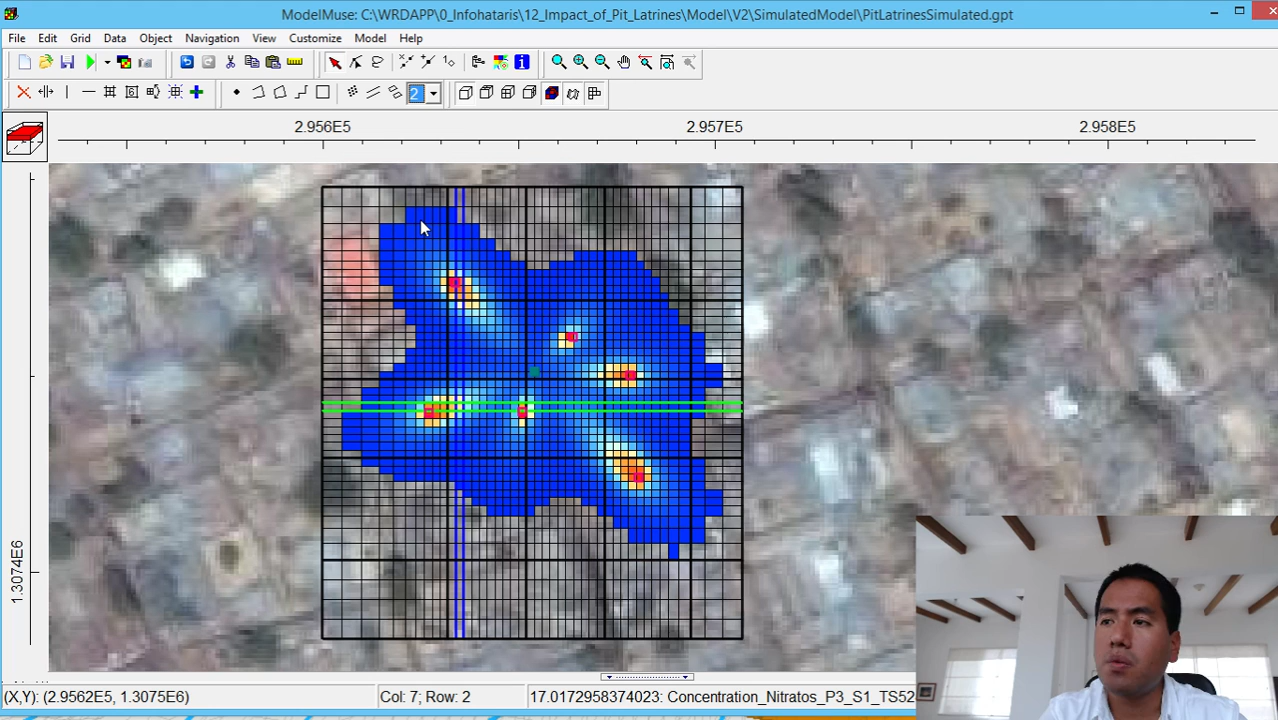 ModelMuse: C:\WRDAPP\0_Infohataris\12_Impact_of_Pit_Latrines\Model\V2\SimulatedModel\PitLatrinesSimulated.gpt
File Edit Grid Data Object Navigation View Customize Model Help
2
2.956E5 2.957E5 2.958E5
1.3074E6
(X,Y): (2.9562E5, 1.3075E6) Col: 7; Row: 2 17.0172958374023: Concentration_Nitratos_P3_S1_TS52